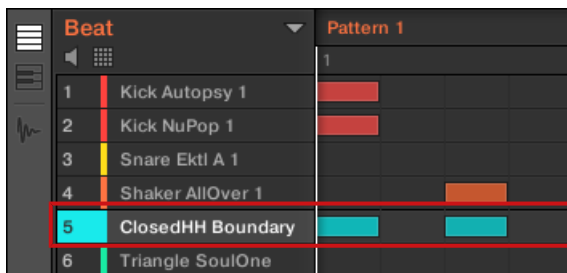 Beat
Pattern 1
1
1 Kick Autopsy 1
2 Kick NuPop 1
3 Snare Ektl A 1
4 Shaker AllOver 1
5 ClosedHH Boundary
6 Triangle SoulOne